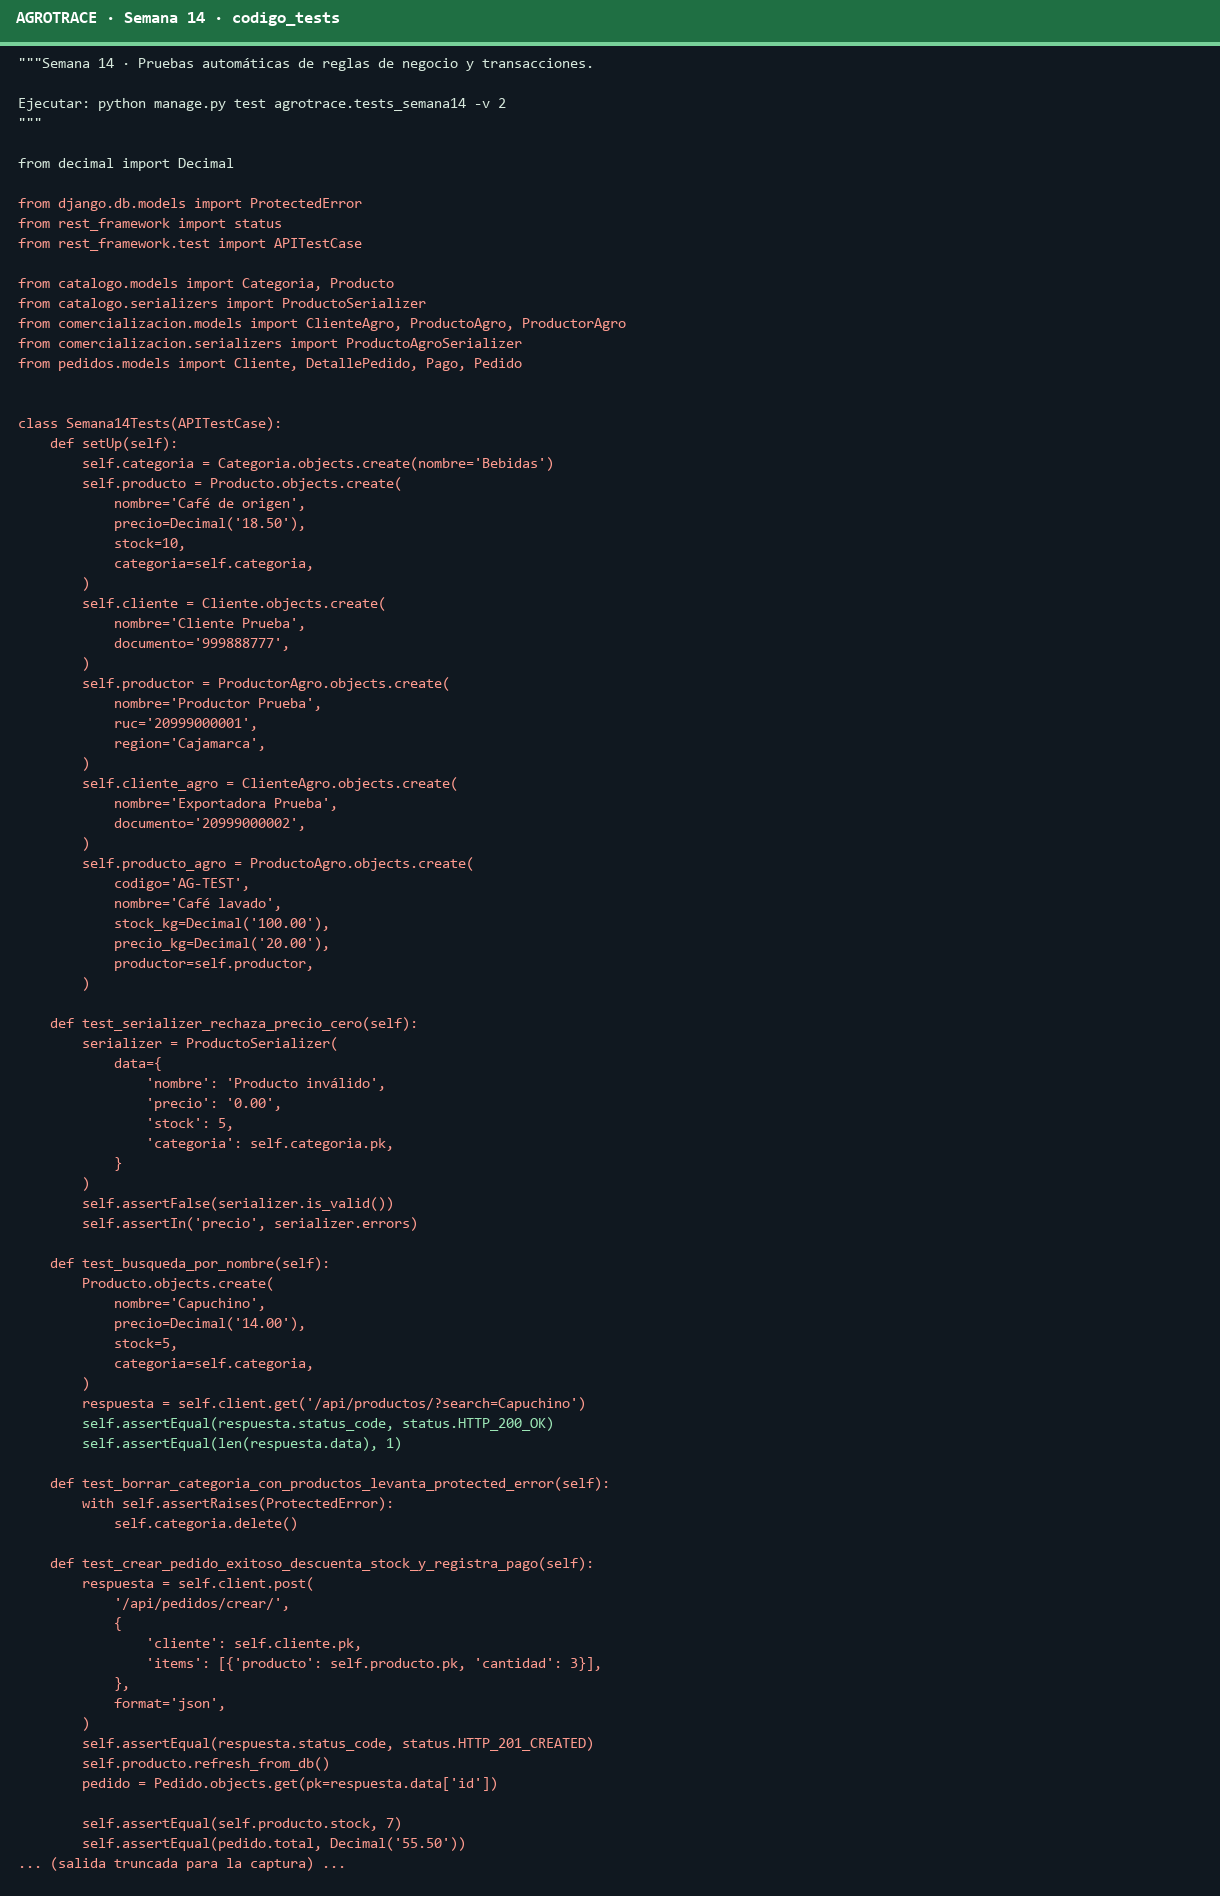 AGROTRACE · Semana 14 · codigo_tests
"""Semana 14 · Pruebas automáticas de reglas de negocio y transacciones.
Ejecutar: python manage.py test agrotrace.tests_semana14 -v 2
"""
from decimal import Decimal
from django.db.models import ProtectedError
from rest_framework import status
from rest_framework.test import APITestCase
from catalogo.models import Categoria, Producto
from catalogo.serializers import ProductoSerializer
from comercializacion.models import ClienteAgro, ProductoAgro, ProductorAgro
from comercializacion.serializers import ProductoAgroSerializer
from pedidos.models import Cliente, DetallePedido, Pago, Pedido
class Semana14Tests(APITestCase):
    def setUp(self):
        self.categoria = Categoria.objects.create(nombre='Bebidas')
        self.producto = Producto.objects.create(
            nombre='Café de origen',
            precio=Decimal('18.50'),
            stock=10,
            categoria=self.categoria,
        )
        self.cliente = Cliente.objects.create(
            nombre='Cliente Prueba',
            documento='999888777',
        )
        self.productor = ProductorAgro.objects.create(
            nombre='Productor Prueba',
            ruc='20999000001',
            region='Cajamarca',
        )
        self.cliente_agro = ClienteAgro.objects.create(
            nombre='Exportadora Prueba',
            documento='20999000002',
        )
        self.producto_agro = ProductoAgro.objects.create(
            codigo='AG-TEST',
            nombre='Café lavado',
            stock_kg=Decimal('100.00'),
            precio_kg=Decimal('20.00'),
            productor=self.productor,
        )
    def test_serializer_rechaza_precio_cero(self):
        serializer = ProductoSerializer(
            data={
                'nombre': 'Producto inválido',
                'precio': '0.00',
                'stock': 5,
                'categoria': self.categoria.pk,
            }
        )
        self.assertFalse(serializer.is_valid())
        self.assertIn('precio', serializer.errors)
    def test_busqueda_por_nombre(self):
        Producto.objects.create(
            nombre='Capuchino',
            precio=Decimal('14.00'),
            stock=5,
            categoria=self.categoria,
        )
        respuesta = self.client.get('/api/productos/?search=Capuchino')
        self.assertEqual(respuesta.status_code, status.HTTP_200_OK)
        self.assertEqual(len(respuesta.data), 1)
    def test_borrar_categoria_con_productos_levanta_protected_error(self):
        with self.assertRaises(ProtectedError):
            self.categoria.delete()
    def test_crear_pedido_exitoso_descuenta_stock_y_registra_pago(self):
        respuesta = self.client.post(
            '/api/pedidos/crear/',
            {
                'cliente': self.cliente.pk,
                'items': [{'producto': self.producto.pk, 'cantidad': 3}],
            },
            format='json',
        )
        self.assertEqual(respuesta.status_code, status.HTTP_201_CREATED)
        self.producto.refresh_from_db()
        pedido = Pedido.objects.get(pk=respuesta.data['id'])
        self.assertEqual(self.producto.stock, 7)
        self.assertEqual(pedido.total, Decimal('55.50'))
... (salida truncada para la captura) ...